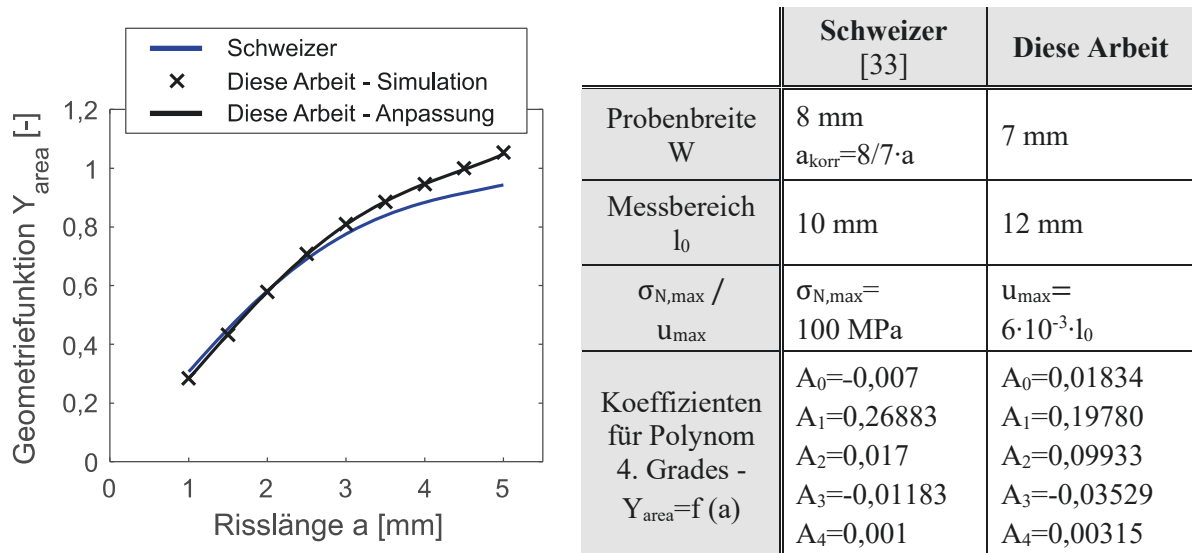 Schweizer
Diese Arbeit - Simulation
Diese Arbeit - Anpassung
Geometriefunktion Y_area [-]
1,2
1
0,8
0,6
0,4
0,2
0
0
1
2
3
4
5
Risslänge a [mm]
Schweizer
[33]
Diese Arbeit
Probenbreite
W
8 mm
a_korr=8/7·a
7 mm
Messbereich
l_0
10 mm
12 mm
σ_N,max /
u_max
σ_N,max=
100 MPa
u_max=
6·10^-3·l_0
Koeffizienten
für Polynom
4. Grades -
Y_area=f (a)
A_0=-0,007
A_1=0,26883
A_2=0,017
A_3=-0,01183
A_4=0,001
A_0=0,01834
A_1=0,19780
A_2=0,09933
A_3=-0,03529
A_4=0,00315